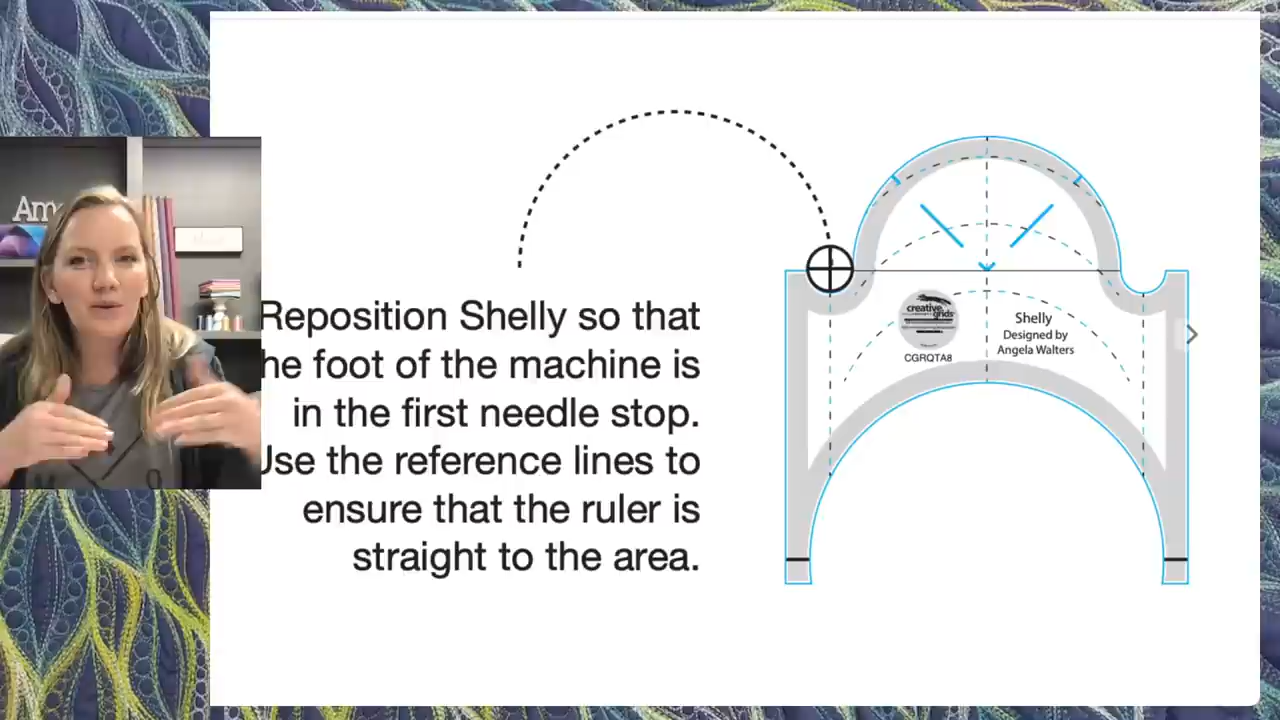 Reposition Shelly so that
he foot of the machine is
in the first needle stop.
Use the reference lines to
ensure that the ruler is
straight to the area.
creative
grids
CGRQTA8
Shelly
Designed by
Angela Walters